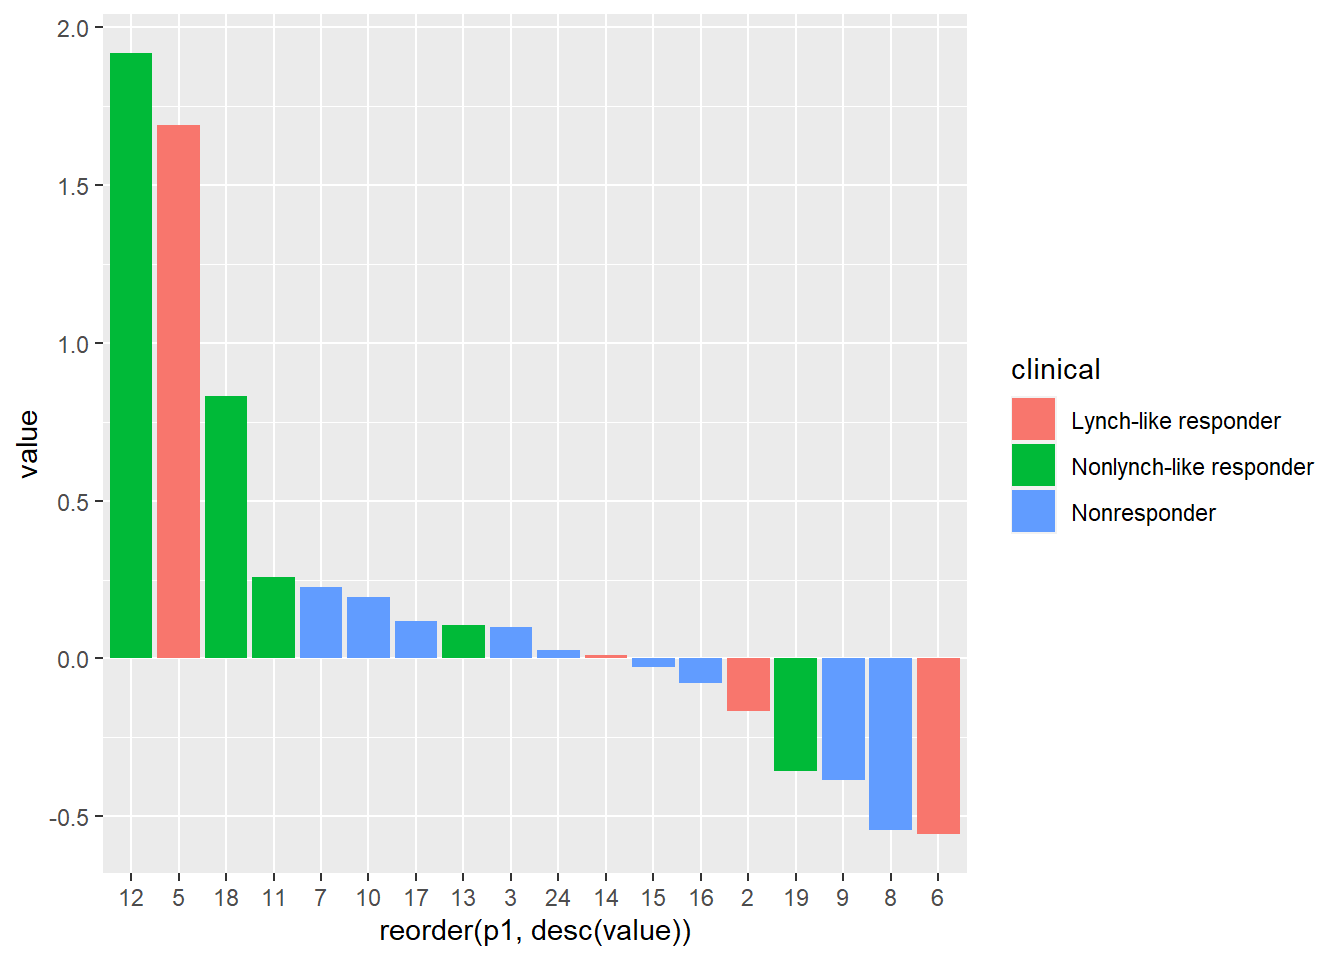 2.0
1.5
1.0
0.5
0.0
-0.5
value
12 5 18 11 7 10 17 13 3 24 14 15 16 2 19 9 8 6
reorder(p1, desc(value))
clinical
Lynch-like responder
Nonlynch-like responder
Nonresponder